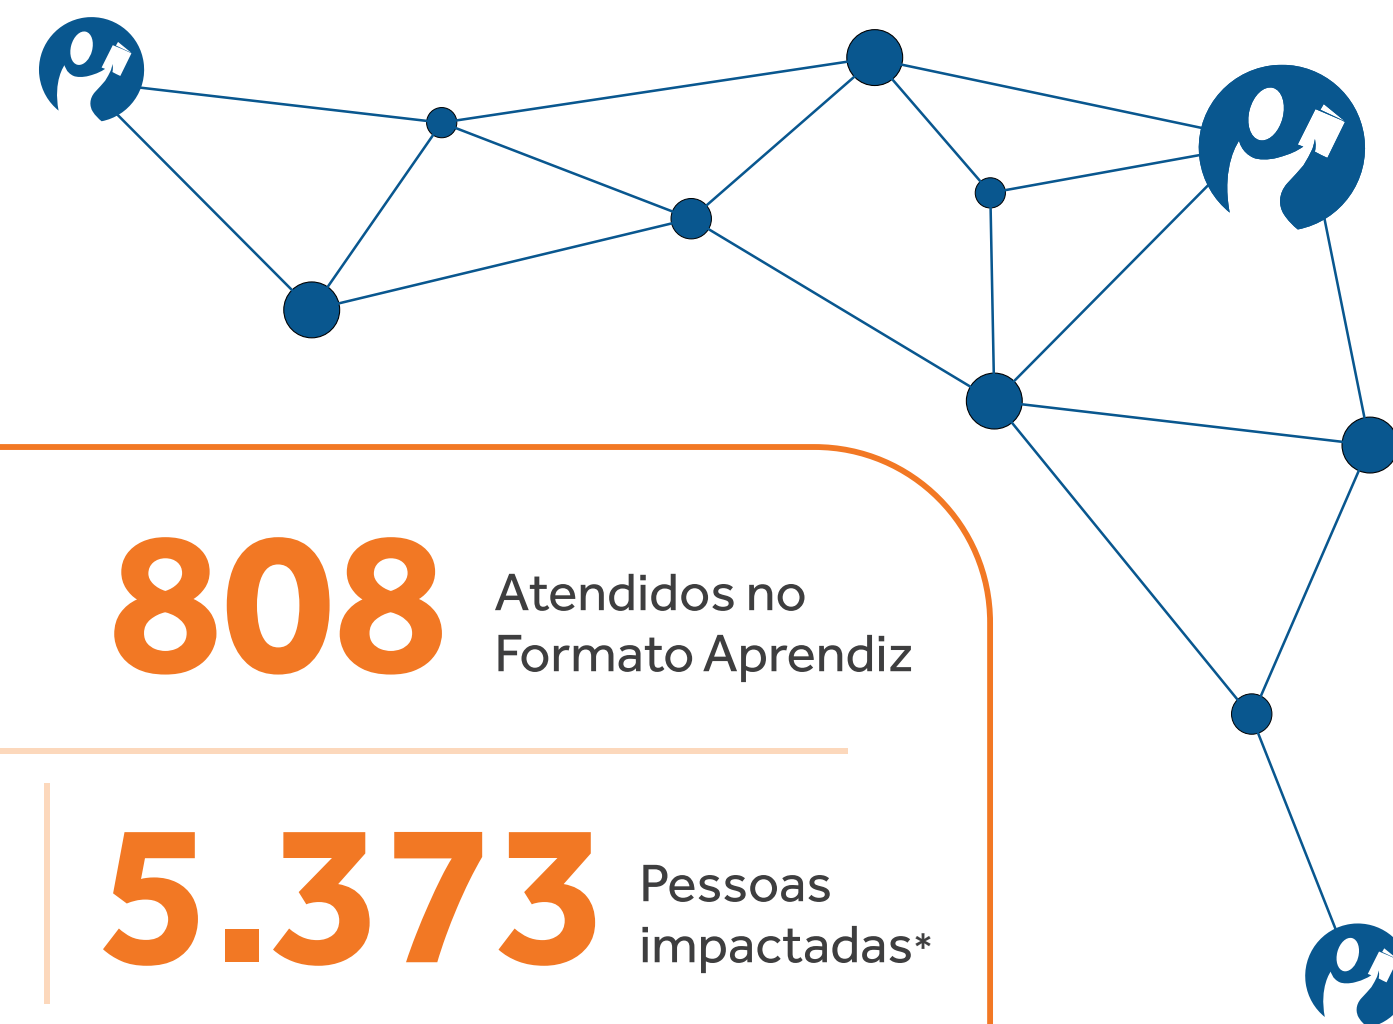 808
Atendidos no
Formato Aprendiz
5.373
Pessoas
impactadas*